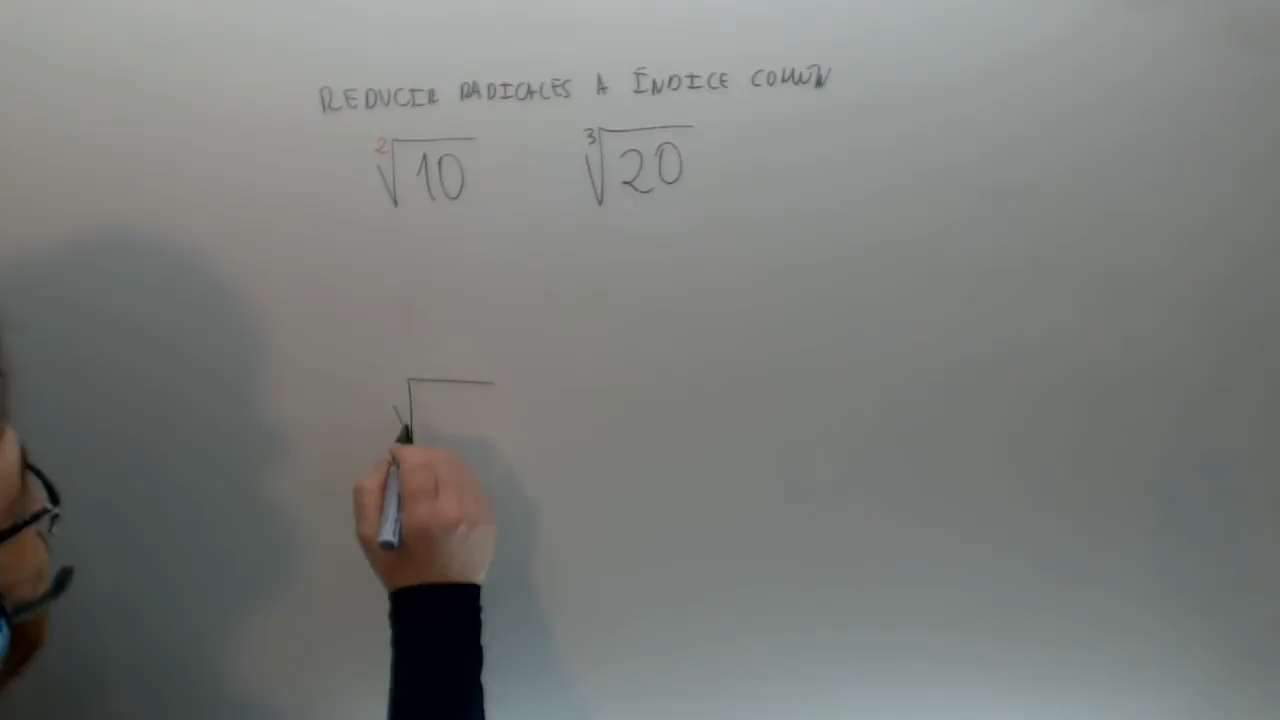 REDUCIR RADICALES A ÍNDICE COMÚN
²√10 ³√20